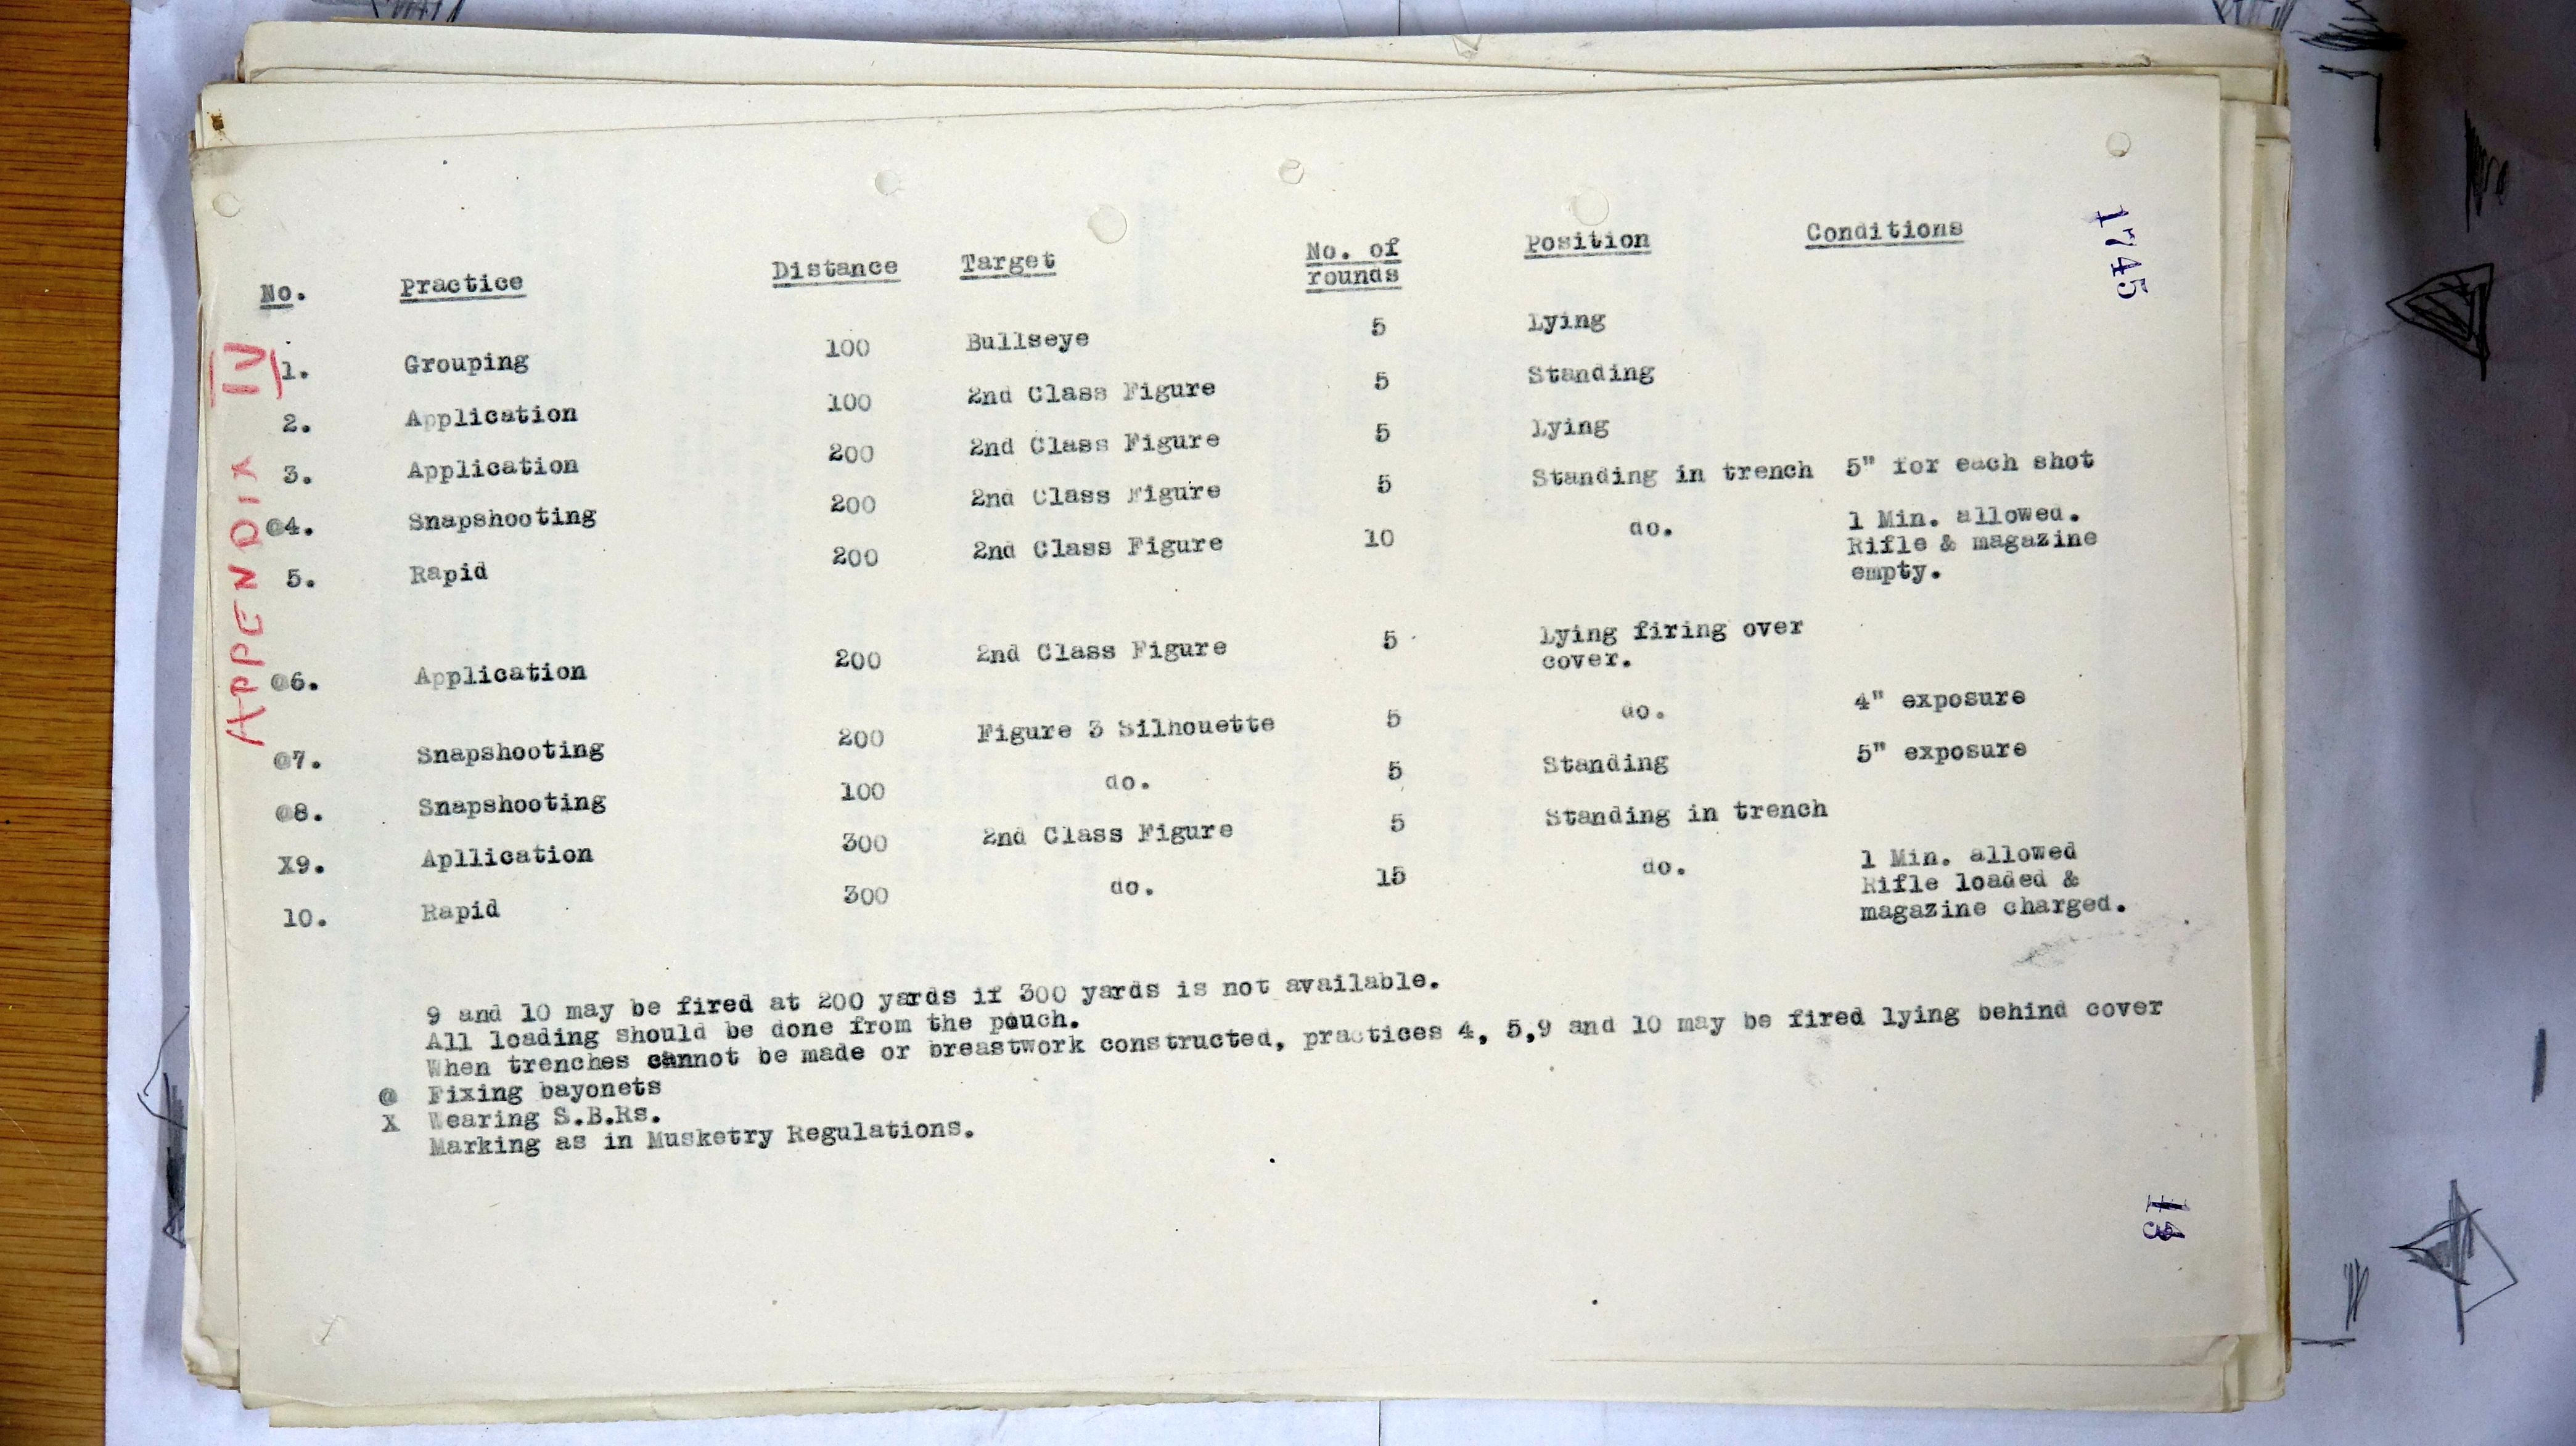 1745
APPENDIX IV
No. Practice Distance Target No. of rounds Position Conditions
1. Grouping 100 Bullseye 5 Lying
2. Application 100 2nd Class Figure 5 Standing
3. Application 200 2nd Class Figure 5 Lying
@4. Snapshooting 200 2nd Class Figure 5 Standing in trench 5" for each shot
5. Rapid 200 2nd Class Figure 10 do. 1 Min. allowed.
Rifle & magazine
empty.
@6. Application 200 2nd Class Figure 5 Lying firing over
cover.
@7. Snapshooting 200 Figure 3 Silhouette 5 do. 4" exposure
@8. Snapshooting 100 do. 5 Standing 5" exposure
X9. Apllication 300 2nd Class Figure 5 Standing in trench
10. Rapid 300 do. 15 do. 1 Min. allowed
Rifle loaded &
magazine charged.
9 and 10 may be fired at 200 yards if 300 yards is not available.
All loading should be done from the pouch.
When trenches cannot be made or breastwork constructed, practices 4, 5,9 and 10 may be fired lying behind cover
@ Fixing bayonets
X Wearing S.B.Rs.
Marking as in Musketry Regulations.